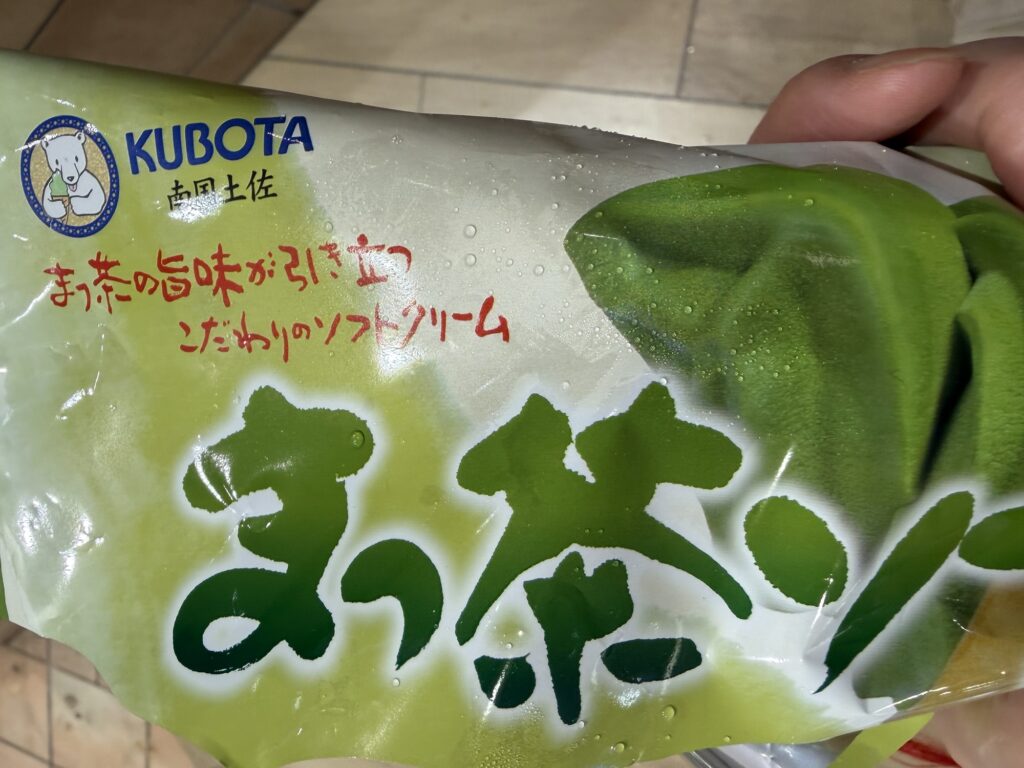 KUBOTA
南国土佐
まっ茶の旨味が引き立つ
こだわりのソフトクリーム
まっ茶ソ